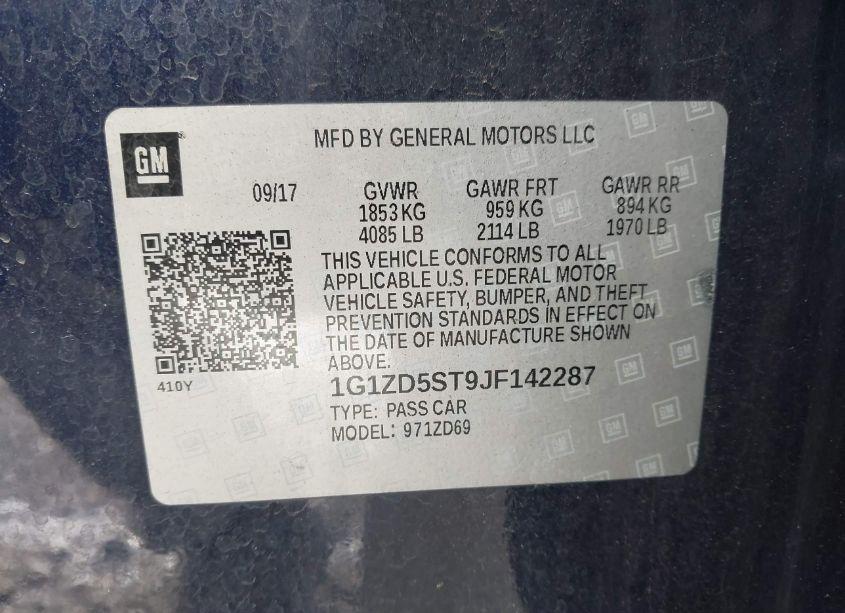 GM
MFD BY GENERAL MOTORS LLC
09/17 GVWR GAWR FRT GAWR RR
1853 KG 959 KG 894 KG
4085 LB 2114 LB 1970 LB
THIS VEHICLE CONFORMS TO ALL
APPLICABLE U.S. FEDERAL MOTOR
VEHICLE SAFETY, BUMPER, AND THEFT
PREVENTION STANDARDS IN EFFECT ON
THE DATE OF MANUFACTURE SHOWN
ABOVE.
410Y
1G1ZD5ST9JF142287
TYPE: PASS CAR
MODEL: 971ZD69